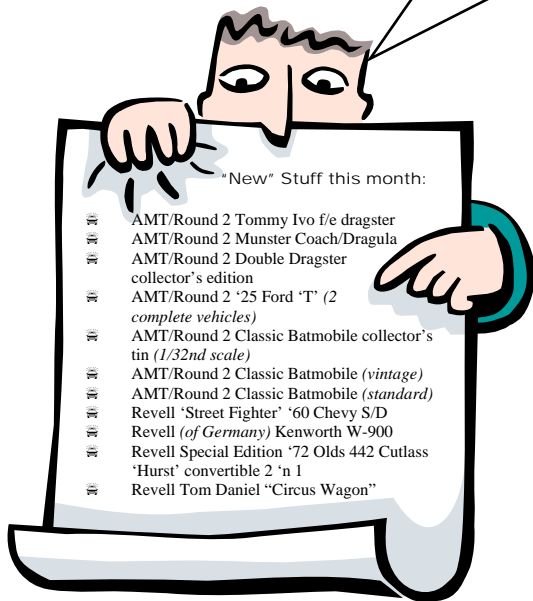 "New" Stuff this month:
AMT/Round 2 Tommy Ivo f/e dragster
AMT/Round 2 Munster Coach/Dragula
AMT/Round 2 Double Dragster
collector's edition
AMT/Round 2 '25 Ford 'T' (2
complete vehicles)
AMT/Round 2 Classic Batmobile collector's
tin (1/32nd scale)
AMT/Round 2 Classic Batmobile (vintage)
AMT/Round 2 Classic Batmobile (standard)
Revell 'Street Fighter' '60 Chevy S/D
Revell (of Germany) Kenworth W-900
Revell Special Edition '72 Olds 442 Cutlass
'Hurst' convertible 2 'n 1
Revell Tom Daniel "Circus Wagon"